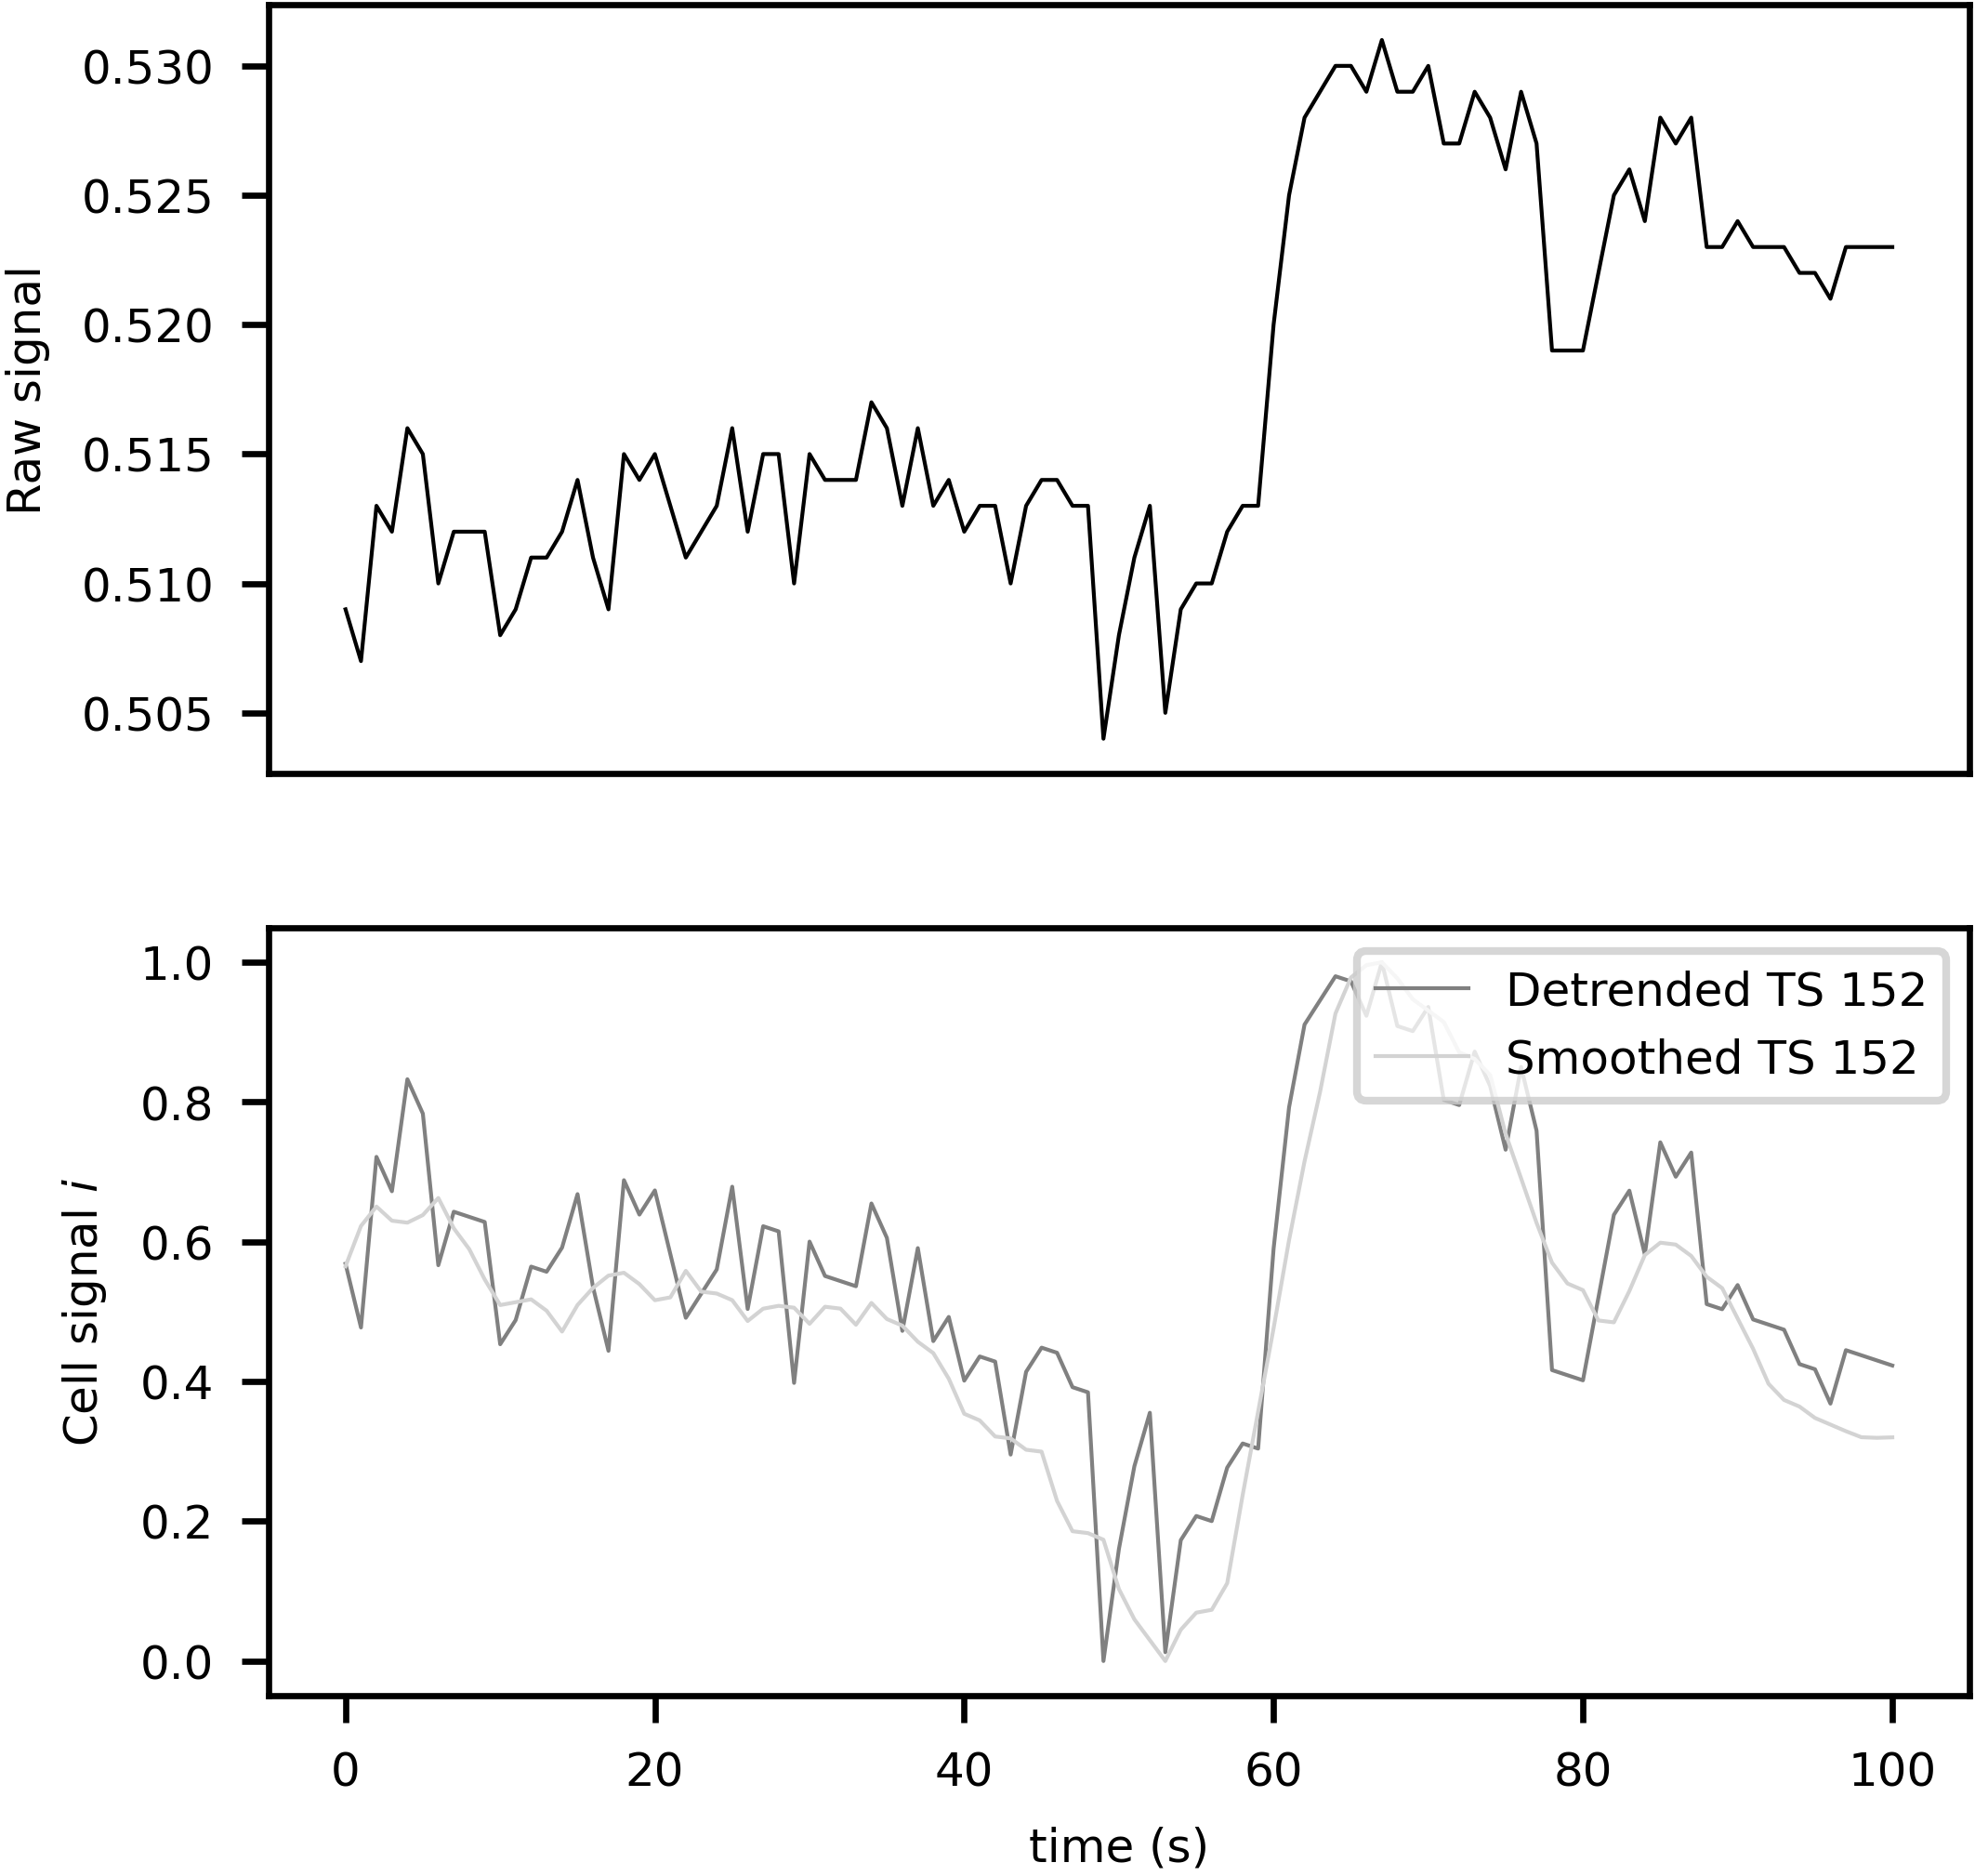 0.530
0.525
0.520
0.515
0.510
0.505
Raw signal
1.0
0.8
0.6
0.4
0.2
0.0
Cell signal i
Detrended TS 152
Smoothed TS 152
0 20 40 60 80 100
time (s)